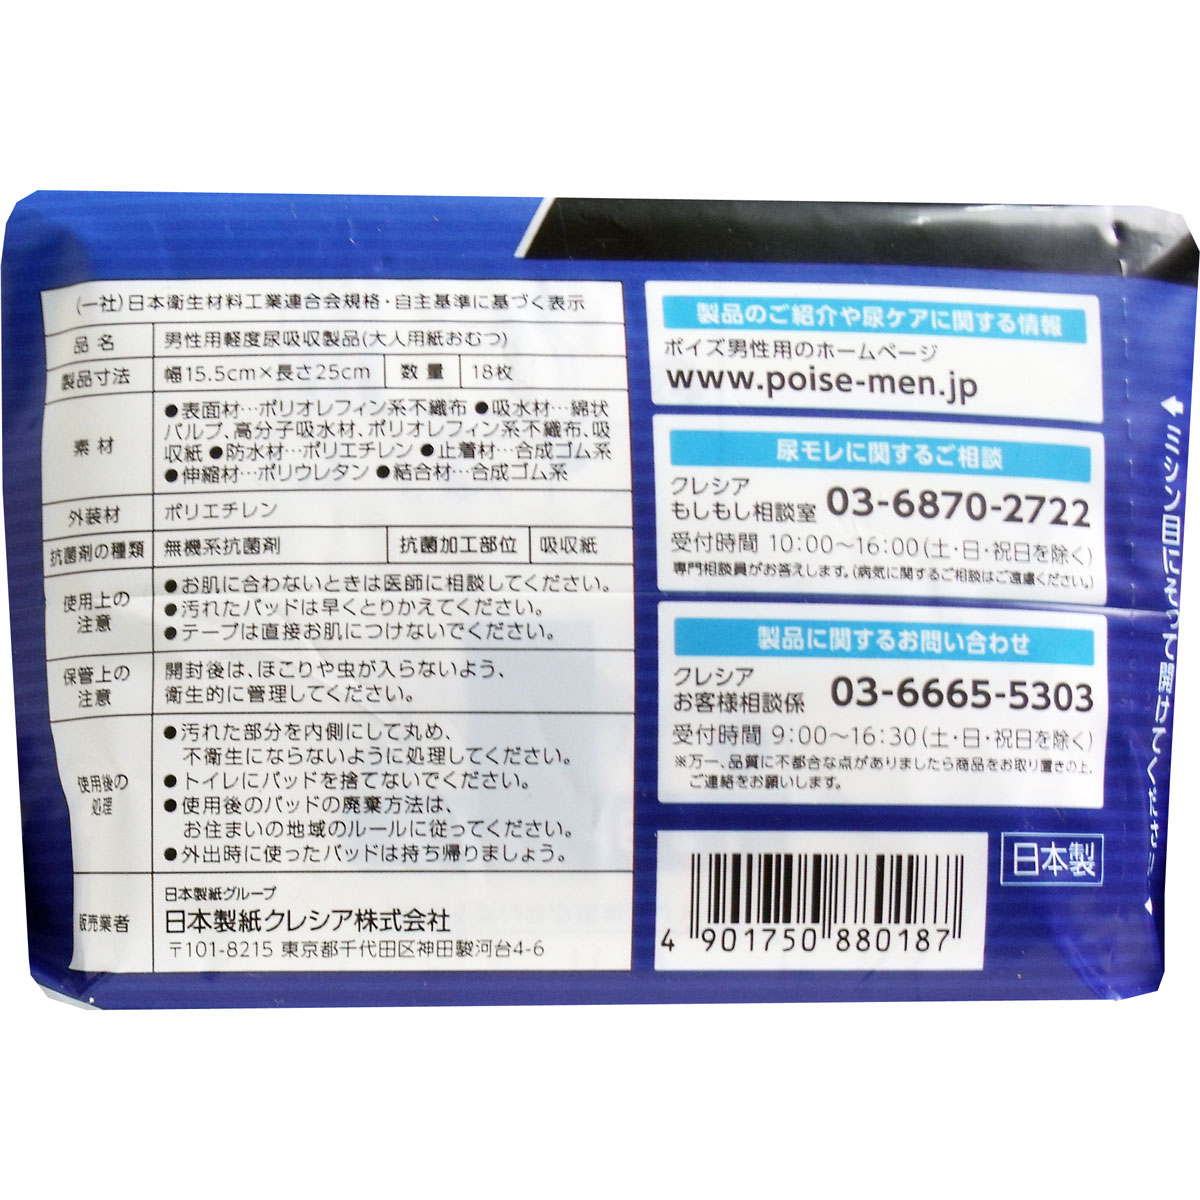 (一社)日本衛生材料工業連合会規格・自主基準に基づく表示
品名 男性用軽度尿吸収製品(大人用紙おむつ)
製品寸法 幅15.5cm×長さ25cm 数量 18枚
素材
●表面材…ポリオレフィン系不織布 ●吸水材…綿状
パルプ、高分子吸水材、ポリオレフィン系不織布、吸
収紙 ●防水材…ポリエチレン ●止着材…合成ゴム系
●伸縮材…ポリウレタン ●結合材…合成ゴム系
外装材 ポリエチレン
抗菌剤の種類 無機系抗菌剤 抗菌加工部位 吸収紙
使用上の
注意
●お肌に合わないときは医師に相談してください。
●汚れたパッドは早くとりかえてください。
●テープは直接お肌につけないでください。
保管上の
注意
開封後は、ほこりや虫が入らないよう、
衛生的に管理してください。
使用後の
処理
●汚れた部分を内側にして丸め、
不衛生にならないように処理してください。
●トイレにパッドを捨てないでください。
●使用後のパッドの廃棄方法は、
お住まいの地域のルールに従ってください。
●外出時に使ったパッドは持ち帰りましょう。
販売業者
日本製紙グループ
日本製紙クレシア株式会社
〒101-8215 東京都千代田区神田駿河台4-6
製品のご紹介や尿ケアに関する情報
ポイズ男性用のホームページ
www.poise-men.jp
尿モレに関するご相談
クレシア
もしもし相談室 03-6870-2722
受付時間 10:00～16:00(土・日・祝日を除く)
専門相談員がお答えします。(病気に関するご相談はご遠慮ください。)
製品に関するお問い合わせ
クレシア
お客様相談係 03-6665-5303
受付時間 9:00～16:30(土・日・祝日を除く)
※万一、品質に不都合な点がありましたら商品をお取り置きの上、
ご連絡をお願いします。
4 901750 880187
日本製
ミシン目にそって開けてください